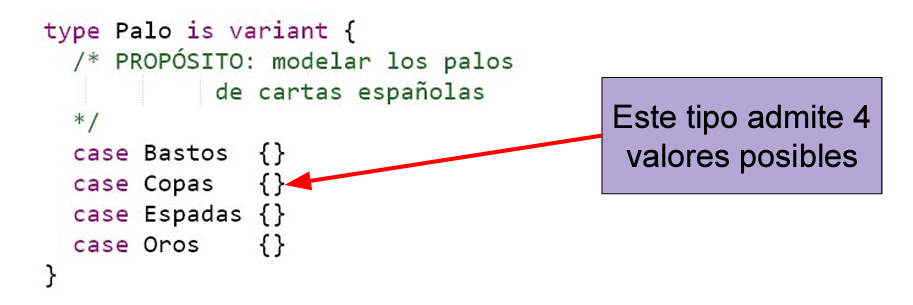 type Palo is variant {
/* PROPÓSITO: modelar los palos
de cartas españolas
*/
case Bastos {}
case Copas {}
case Espadas {}
case Oros {}
}
Este tipo admite 4
valores posibles